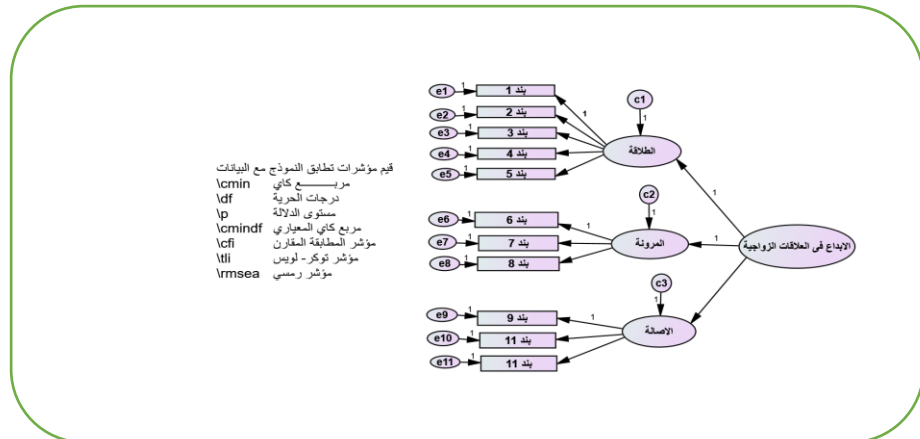 قيم مؤشرات تطابق النموذج مع البيانات
مربــــــــع كاي \cmin
درجات الحرية \df
مستوى الدلالة \p
مربع كاي المعياري \cmindf
مؤشر المطابقة المقارن \cfi
مؤشر توكر- لويس \tli
مؤشر رمسي \rmsea
e1 1 بند 1
e2 1 بند 2
e3 1 بند 3
e4 1 بند 4
e5 1 بند 5
1
c1
1
الطلاقة
e6 1 بند 6
e7 1 بند 7
e8 1 بند 8
1
c2
1
المرونة
e9 1 بند 9
e10 1 بند 11
e11 1 بند 11
1
c3
1
الاصالة
1
1
الابداع فى العلاقات الزواجية